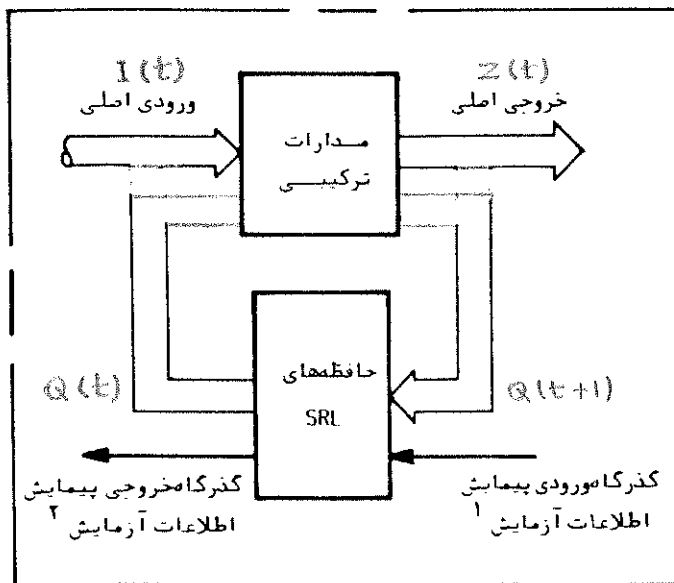 I(t)
ورودی اصلی
Z(t)
خروجی اصلی
مدارات
ترکیبی
حافظه‌های
SRL
Q(t)
Q(t+1)
گذرگاه‌ورودی پیمایش
اطلاعات آزمایش ۱
گذرگاه‌خروجی پیمایش
اطلاعات آزمایش ۲